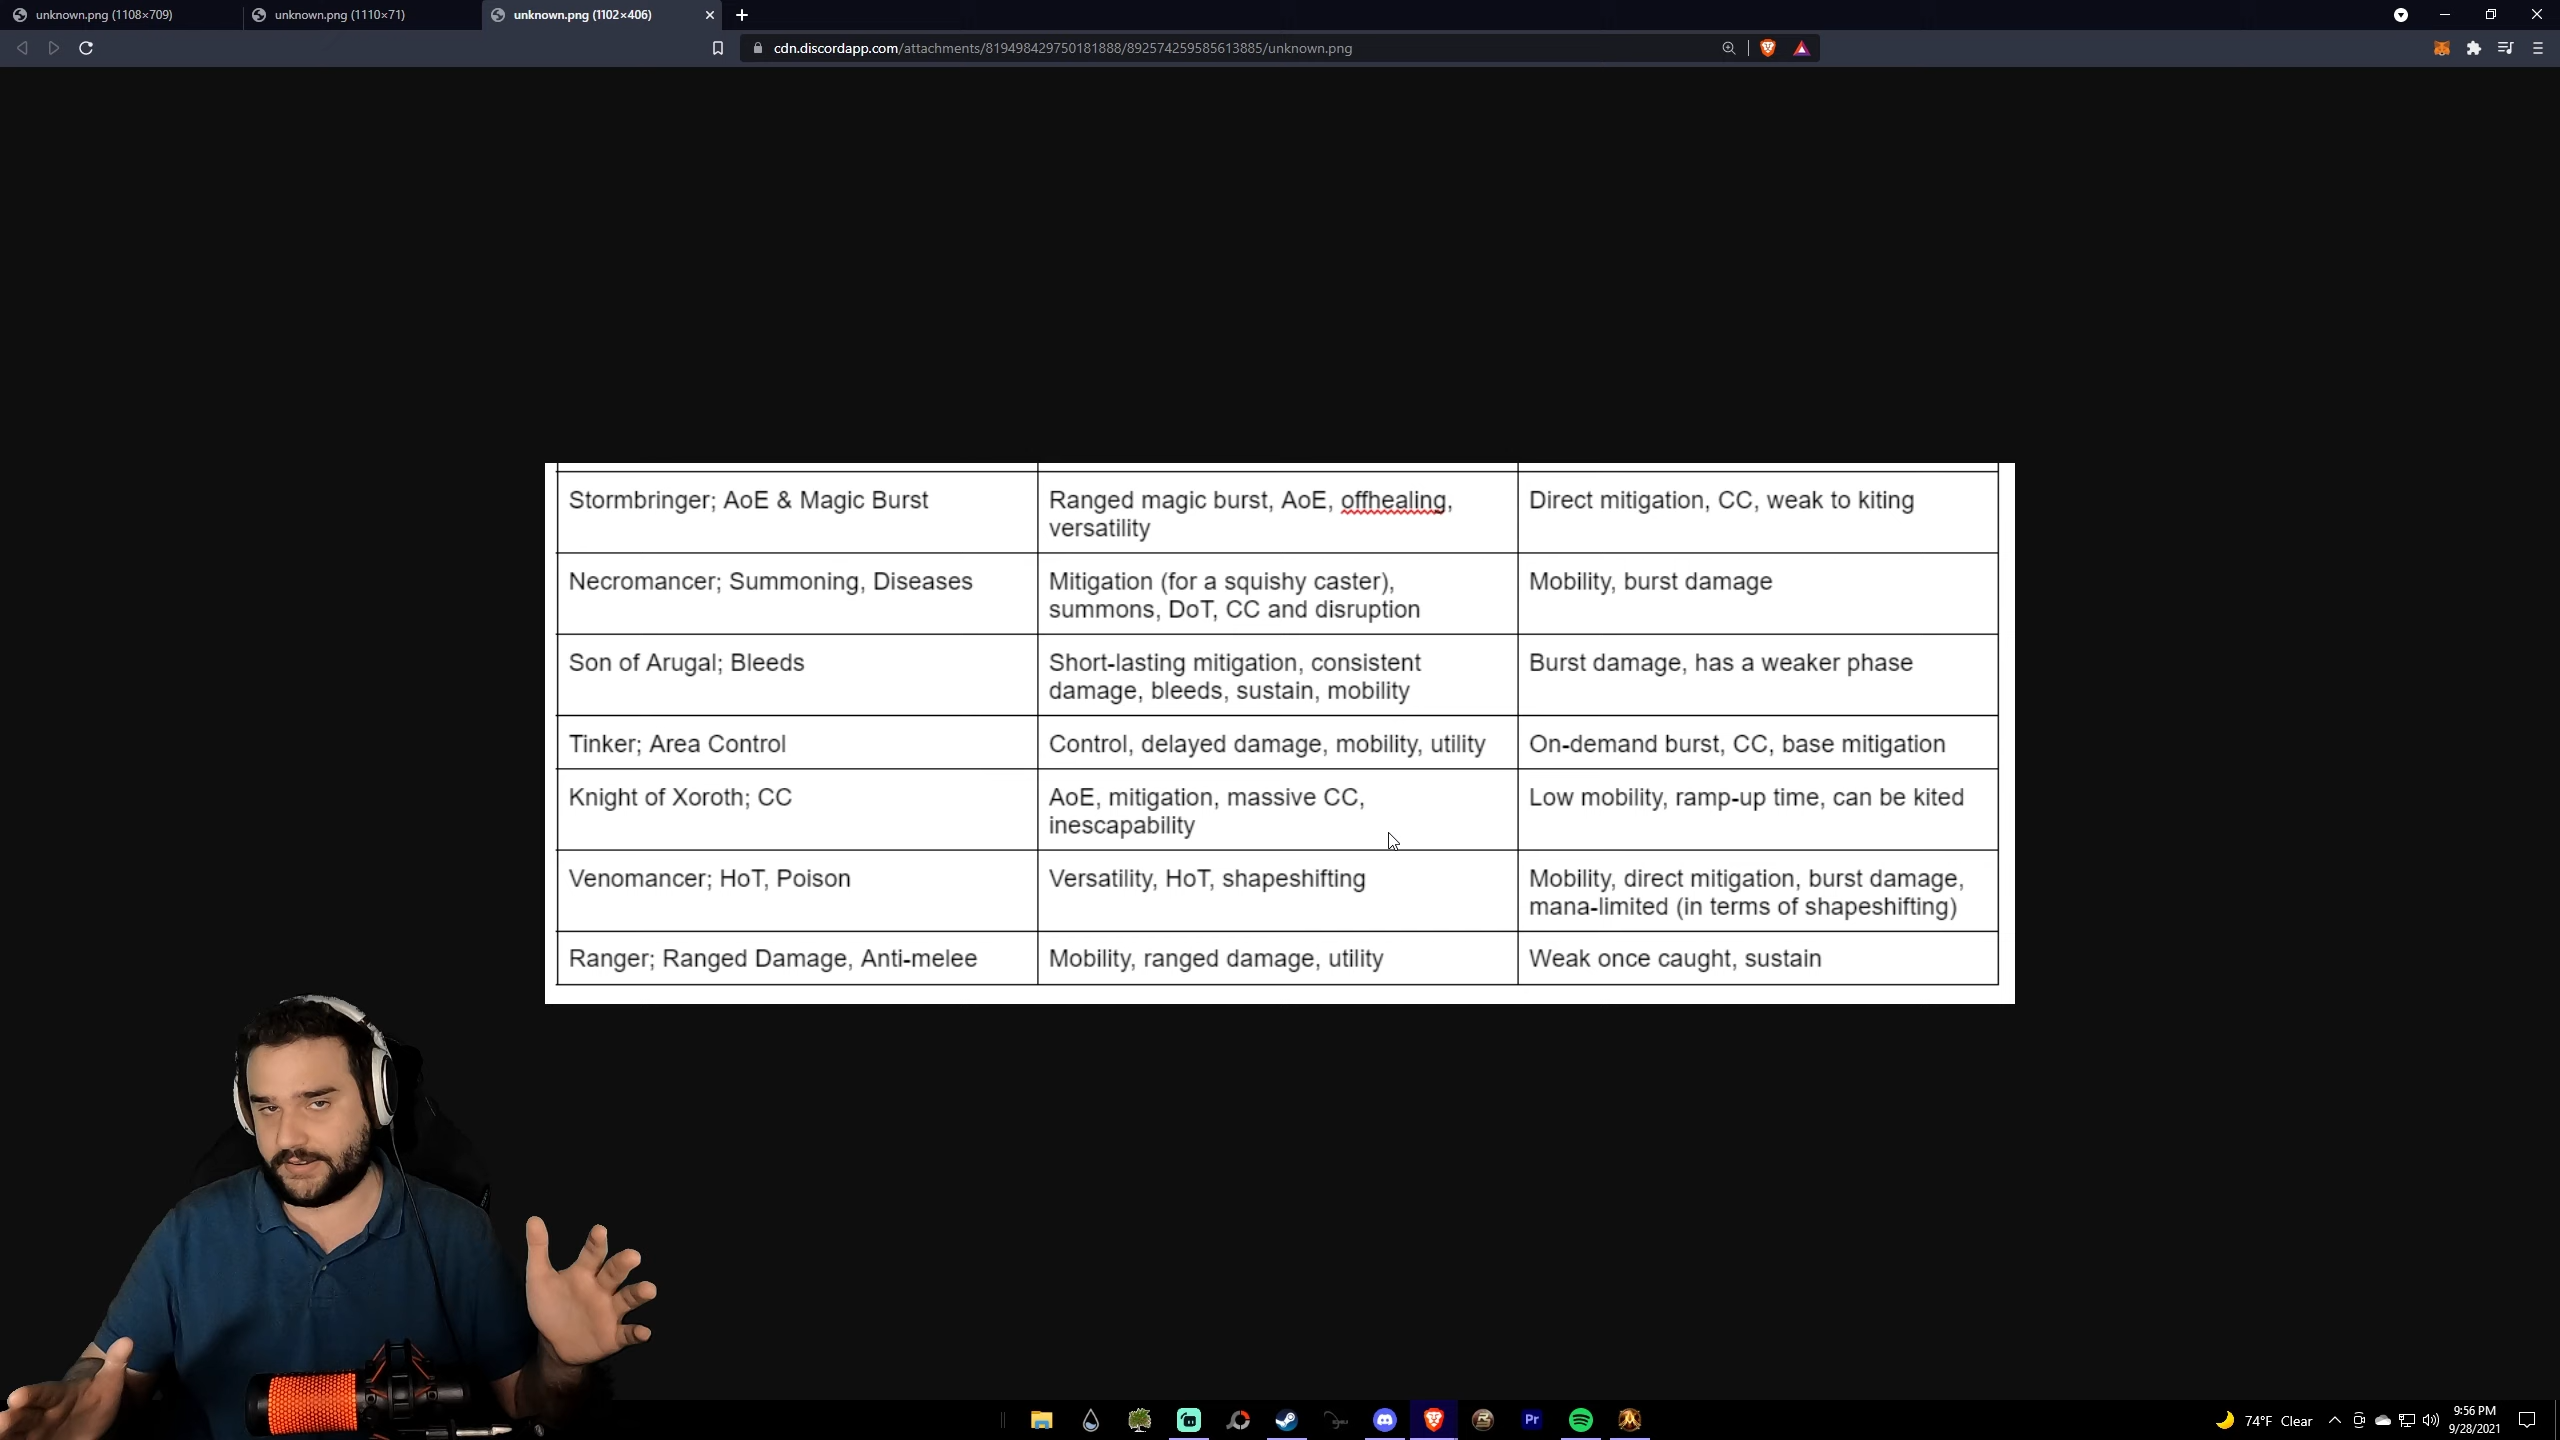 unknown.png (1108×709)
unknown.png (1110×71)
unknown.png (1102×406)
cdn.discordapp.com/attachments/819498429750181888/892574259585613885/unknown.png
Stormbringer; AoE & Magic Burst
Ranged magic burst, AoE, offhealing,
versatility
Direct mitigation, CC, weak to kiting
Necromancer; Summoning, Diseases
Mitigation (for a squishy caster),
summons, DoT, CC and disruption
Mobility, burst damage
Son of Arugal; Bleeds
Short-lasting mitigation, consistent
damage, bleeds, sustain, mobility
Burst damage, has a weaker phase
Tinker; Area Control
Control, delayed damage, mobility, utility
On-demand burst, CC, base mitigation
Knight of Xoroth; CC
AoE, mitigation, massive CC,
inescapability
Low mobility, ramp-up time, can be kited
Venomancer; HoT, Poison
Versatility, HoT, shapeshifting
Mobility, direct mitigation, burst damage,
mana-limited (in terms of shapeshifting)
Ranger; Ranged Damage, Anti-melee
Mobility, ranged damage, utility
Weak once caught, sustain
Pr
74°F Clear
9:56 PM
9/28/2021